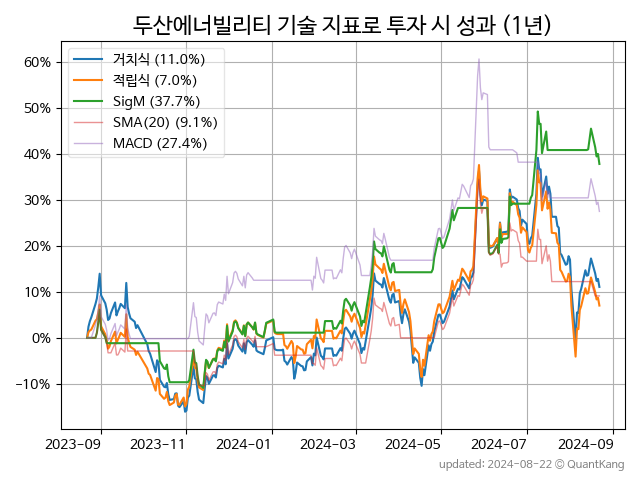 두산에너빌리티 기술 지표로 투자 시 성과 (1년)
거치식 (11.0%)
적립식 (7.0%)
SigM (37.7%)
SMA(20) (9.1%)
MACD (27.4%)
60%
50%
40%
30%
20%
10%
0%
−10%
2023-09 2023-11 2024-01 2024-03 2024-05 2024-07 2024-09
updated: 2024-08-22 © QuantKang